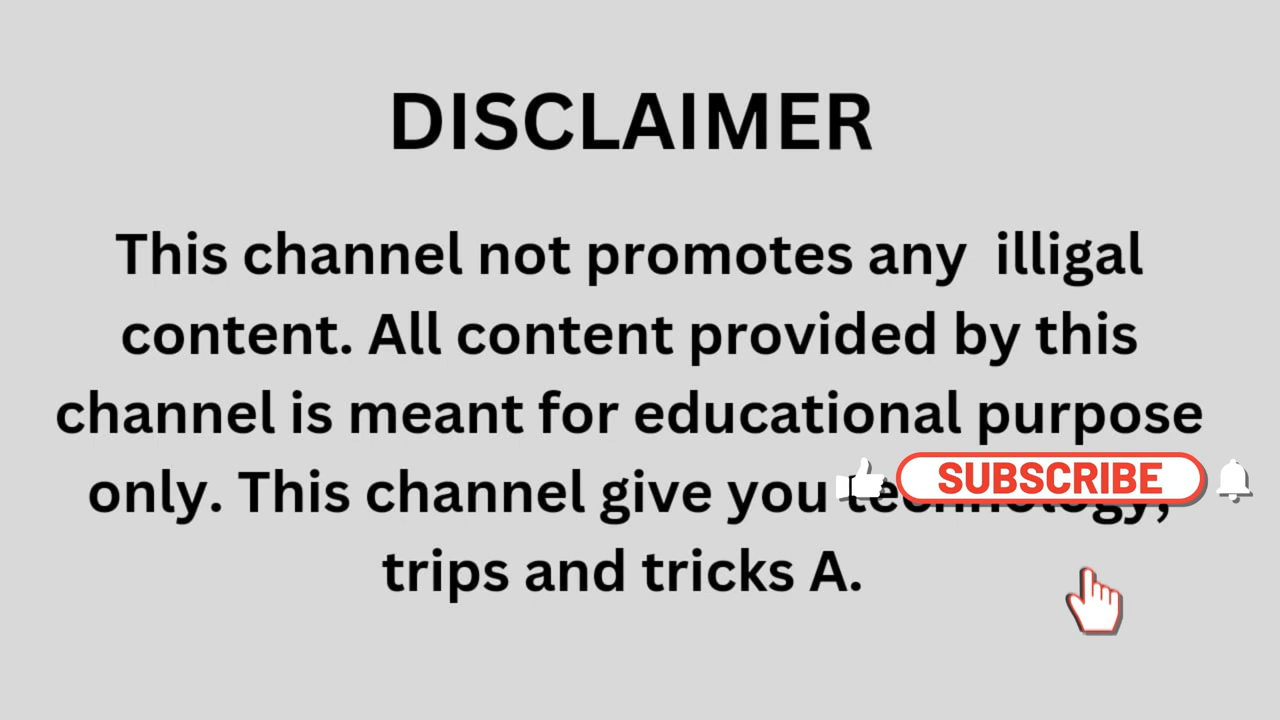 DISCLAIMER
This channel not promotes any illigal
content. All content provided by this
channel is meant for educational purpose
only. This channel give you technology,
trips and tricks A.
SUBSCRIBE